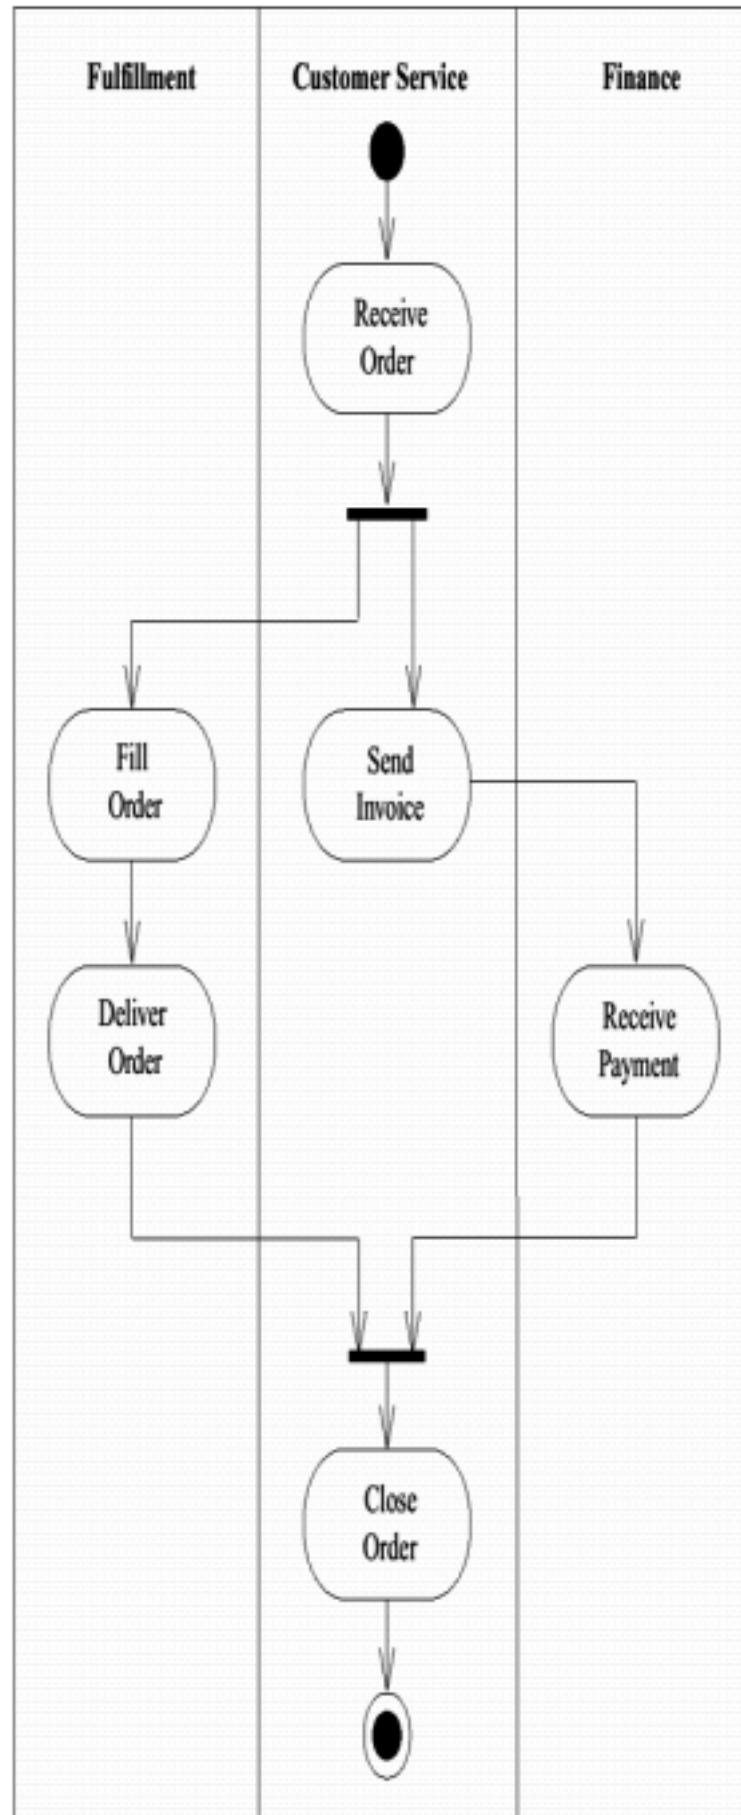 Fulfillment
Customer Service
Finance
Receive
Order
Fill
Order
Send
Invoice
Deliver
Order
Receive
Payment
Close
Order